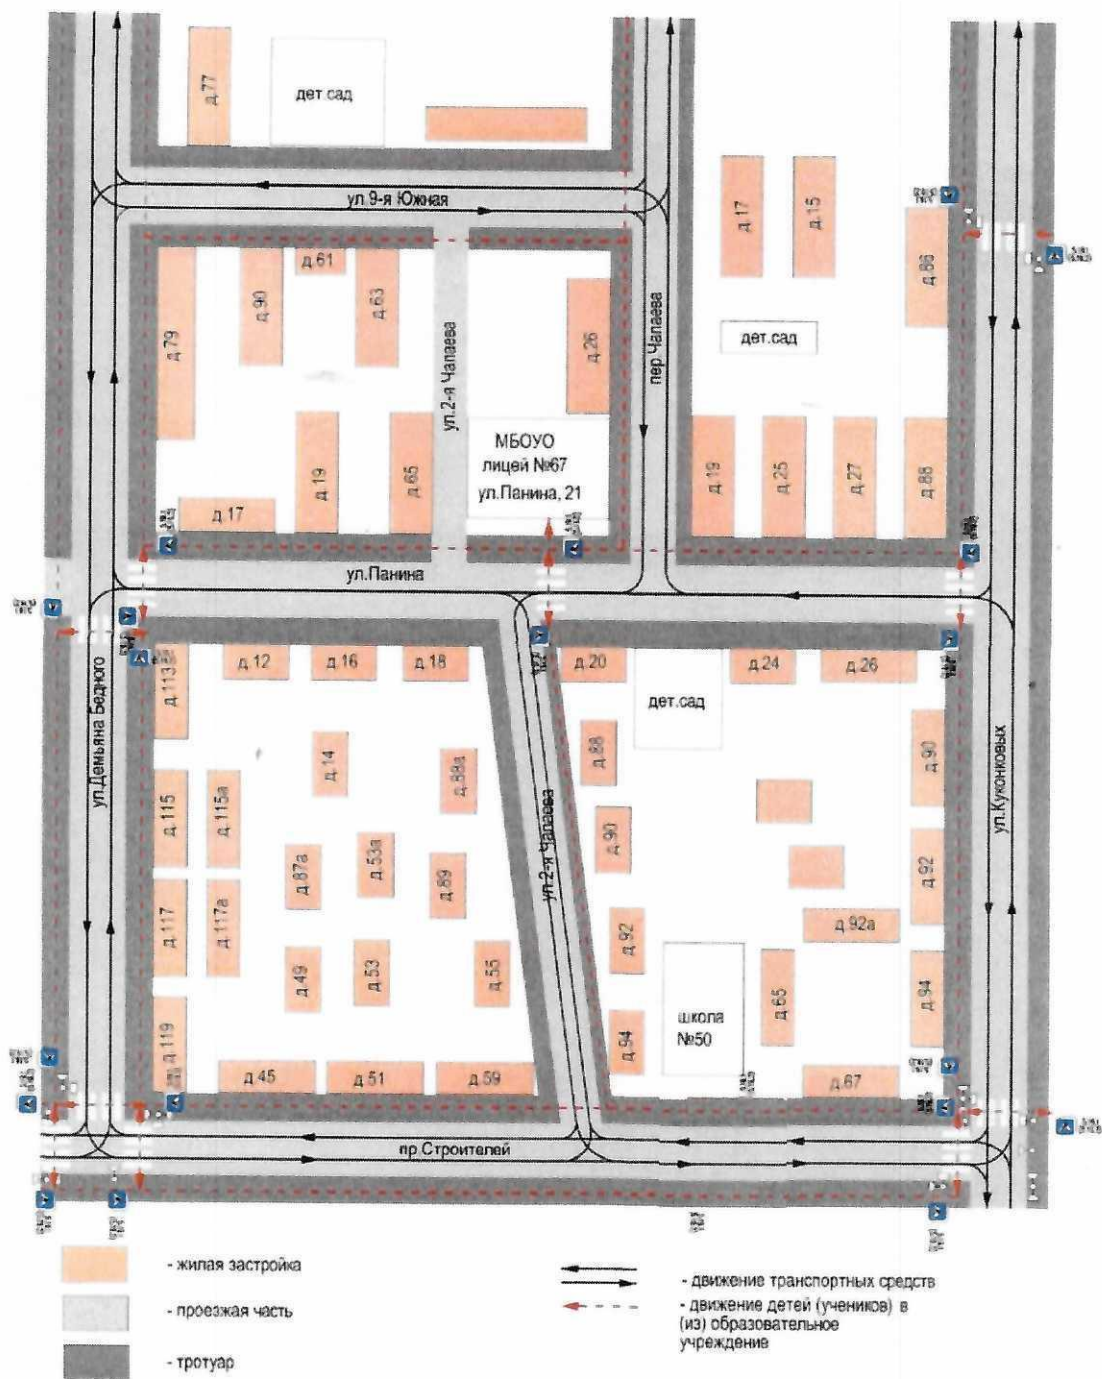 д.77
дет.сад
ул.9-я Южная
д.17
д.15
д.86
д.61
д.90
д.63
д.79
ул.2-я Чапаева
д.26
пер.Чапаева
дет.сад
МБОУО
лицей №67
ул.Панина, 21
д.19
д.65
д.17
д.19
д.25
д.27
д.88
ул.Панина
д.113
д.12
д.16
д.18
д.20
д.24
д.26
дет.сад
ул.Демьяна Бедного
д.14
д.88а
д.88
д.90
ул.Куконковых
д.115
д.115а
д.87а
д.53а
д.89
ул.2-я Чапаева
д.90
д.92
д.117
д.117а
д.92
д.92а
д.49
д.53
д.55
д.65
д.94
школа
№50
д.94
д.119
д.45
д.51
д.59
д.67
пр.Строителей
- жилая застройка
- проезжая часть
- тротуар
- движение транспортных средств
- движение детей (учеников) в
(из) образовательное
учреждение